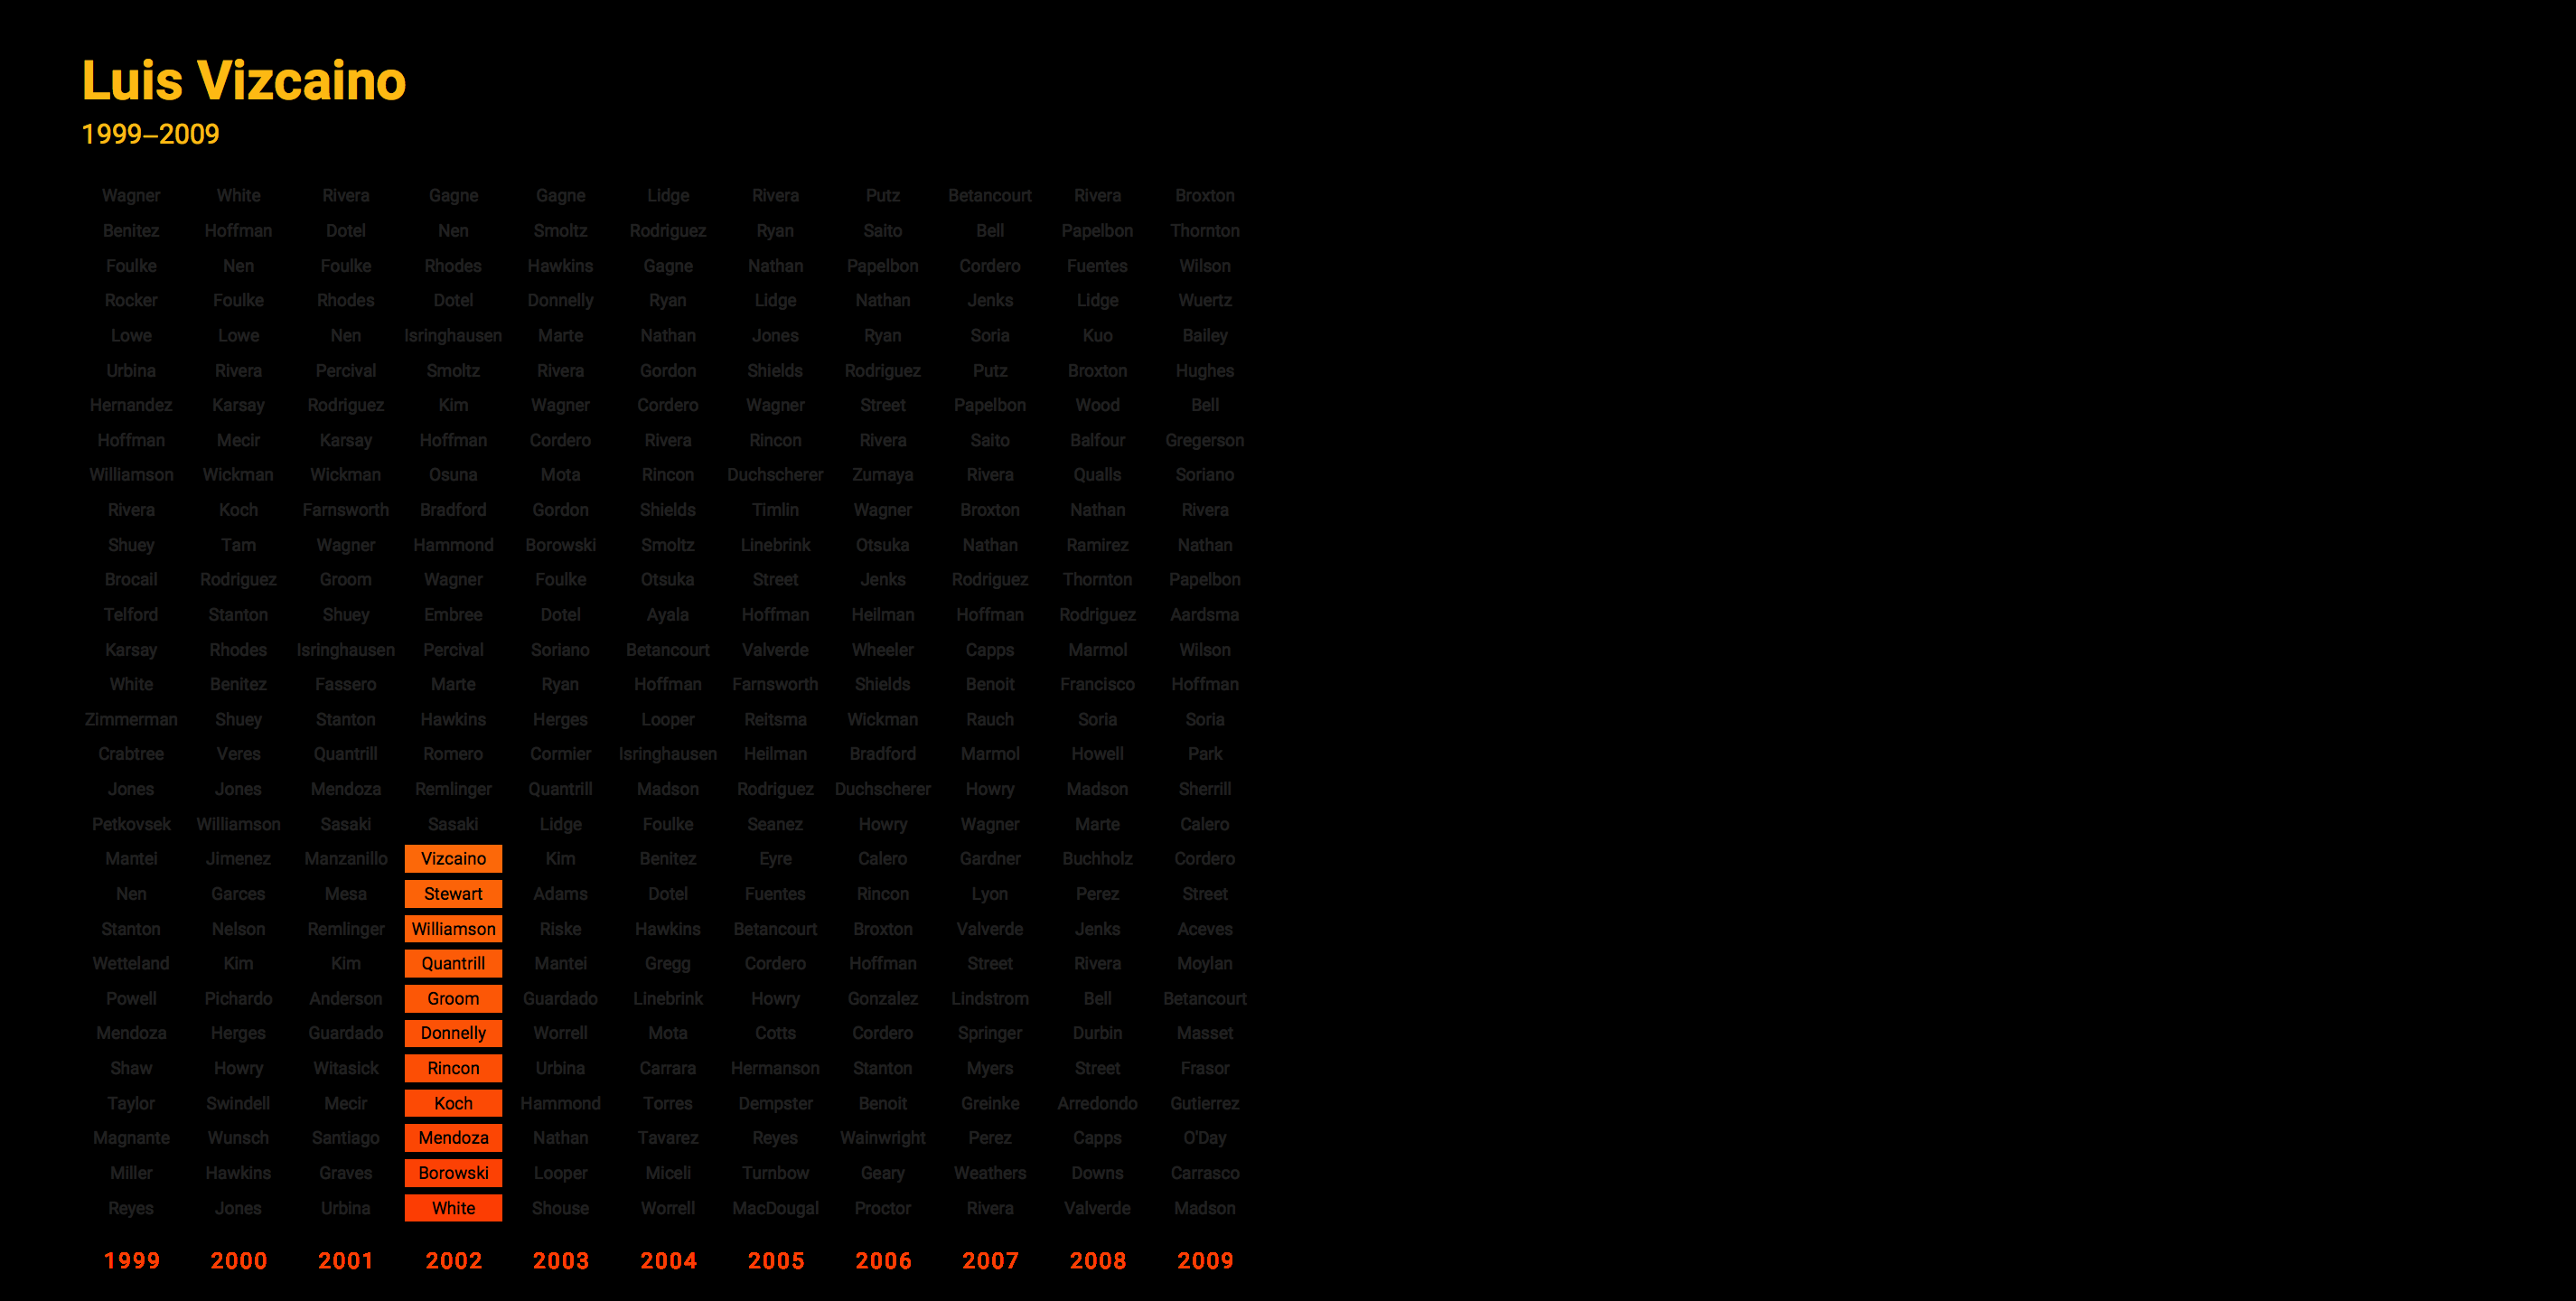 Luis Vizcaino
1999–2009
Wagner White Rivera Gagne Gagne Lidge Rivera Putz Betancourt Rivera Broxton
Benitez Hoffman Dotel Nen Smoltz Rodriguez Ryan Saito Bell Papelbon Thornton
Foulke Nen Foulke Rhodes Hawkins Gagne Nathan Papelbon Cordero Fuentes Wilson
Rocker Foulke Rhodes Dotel Donnelly Ryan Lidge Nathan Jenks Lidge Wuertz
Lowe Lowe Nen Isringhausen Marte Nathan Jones Ryan Soria Kuo Bailey
Urbina Rivera Percival Smoltz Rivera Gordon Shields Rodriguez Putz Broxton Hughes
Hernandez Karsay Rodriguez Kim Wagner Cordero Wagner Street Papelbon Wood Bell
Hoffman Mecir Karsay Hoffman Cordero Rivera Rincon Rivera Saito Balfour Gregerson
Williamson Wickman Wickman Osuna Mota Rincon Duchscherer Zumaya Rivera Qualls Soriano
Rivera Koch Farnsworth Bradford Gordon Shields Timlin Wagner Broxton Nathan Rivera
Shuey Tam Wagner Hammond Borowski Smoltz Linebrink Otsuka Nathan Ramirez Nathan
Brocail Rodriguez Groom Wagner Foulke Otsuka Street Jenks Rodriguez Thornton Papelbon
Telford Stanton Shuey Embree Dotel Ayala Hoffman Heilman Hoffman Rodriguez Aardsma
Karsay Rhodes Isringhausen Percival Soriano Betancourt Valverde Wheeler Capps Marmol Wilson
White Benitez Fassero Marte Ryan Hoffman Farnsworth Shields Benoit Francisco Hoffman
Zimmerman Shuey Stanton Hawkins Herges Looper Reitsma Wickman Rauch Soria Soria
Crabtree Veres Quantrill Romero Cormier Isringhausen Heilman Bradford Marmol Howell Park
Jones Jones Mendoza Remlinger Quantrill Madson Rodriguez Duchscherer Howry Madson Sherrill
Petkovsek Williamson Sasaki Sasaki Lidge Foulke Seanez Howry Wagner Marte Calero
Mantei Jimenez Manzanillo Vizcaino Kim Benitez Eyre Calero Gardner Buchholz Cordero
Nen Garces Mesa Stewart Adams Dotel Fuentes Rincon Lyon Perez Street
Stanton Nelson Remlinger Williamson Riske Hawkins Betancourt Broxton Valverde Jenks Aceves
Wetteland Kim Kim Quantrill Mantei Gregg Cordero Hoffman Street Rivera Moylan
Powell Pichardo Anderson Groom Guardado Linebrink Howry Gonzalez Lindstrom Bell Betancourt
Mendoza Herges Guardado Donnelly Worrell Mota Cotts Cordero Springer Durbin Masset
Shaw Howry Witasick Rincon Urbina Carrara Hermanson Stanton Myers Street Frasor
Taylor Swindell Mecir Koch Hammond Torres Dempster Benoit Greinke Arredondo Gutierrez
Magnante Wunsch Santiago Mendoza Nathan Tavarez Reyes Wainwright Perez Capps O'Day
Miller Hawkins Graves Borowski Looper Miceli Turnbow Geary Weathers Downs Carrasco
Reyes Jones Urbina White Shouse Worrell MacDougal Proctor Rivera Valverde Madson
1999 2000 2001 2002 2003 2004 2005 2006 2007 2008 2009